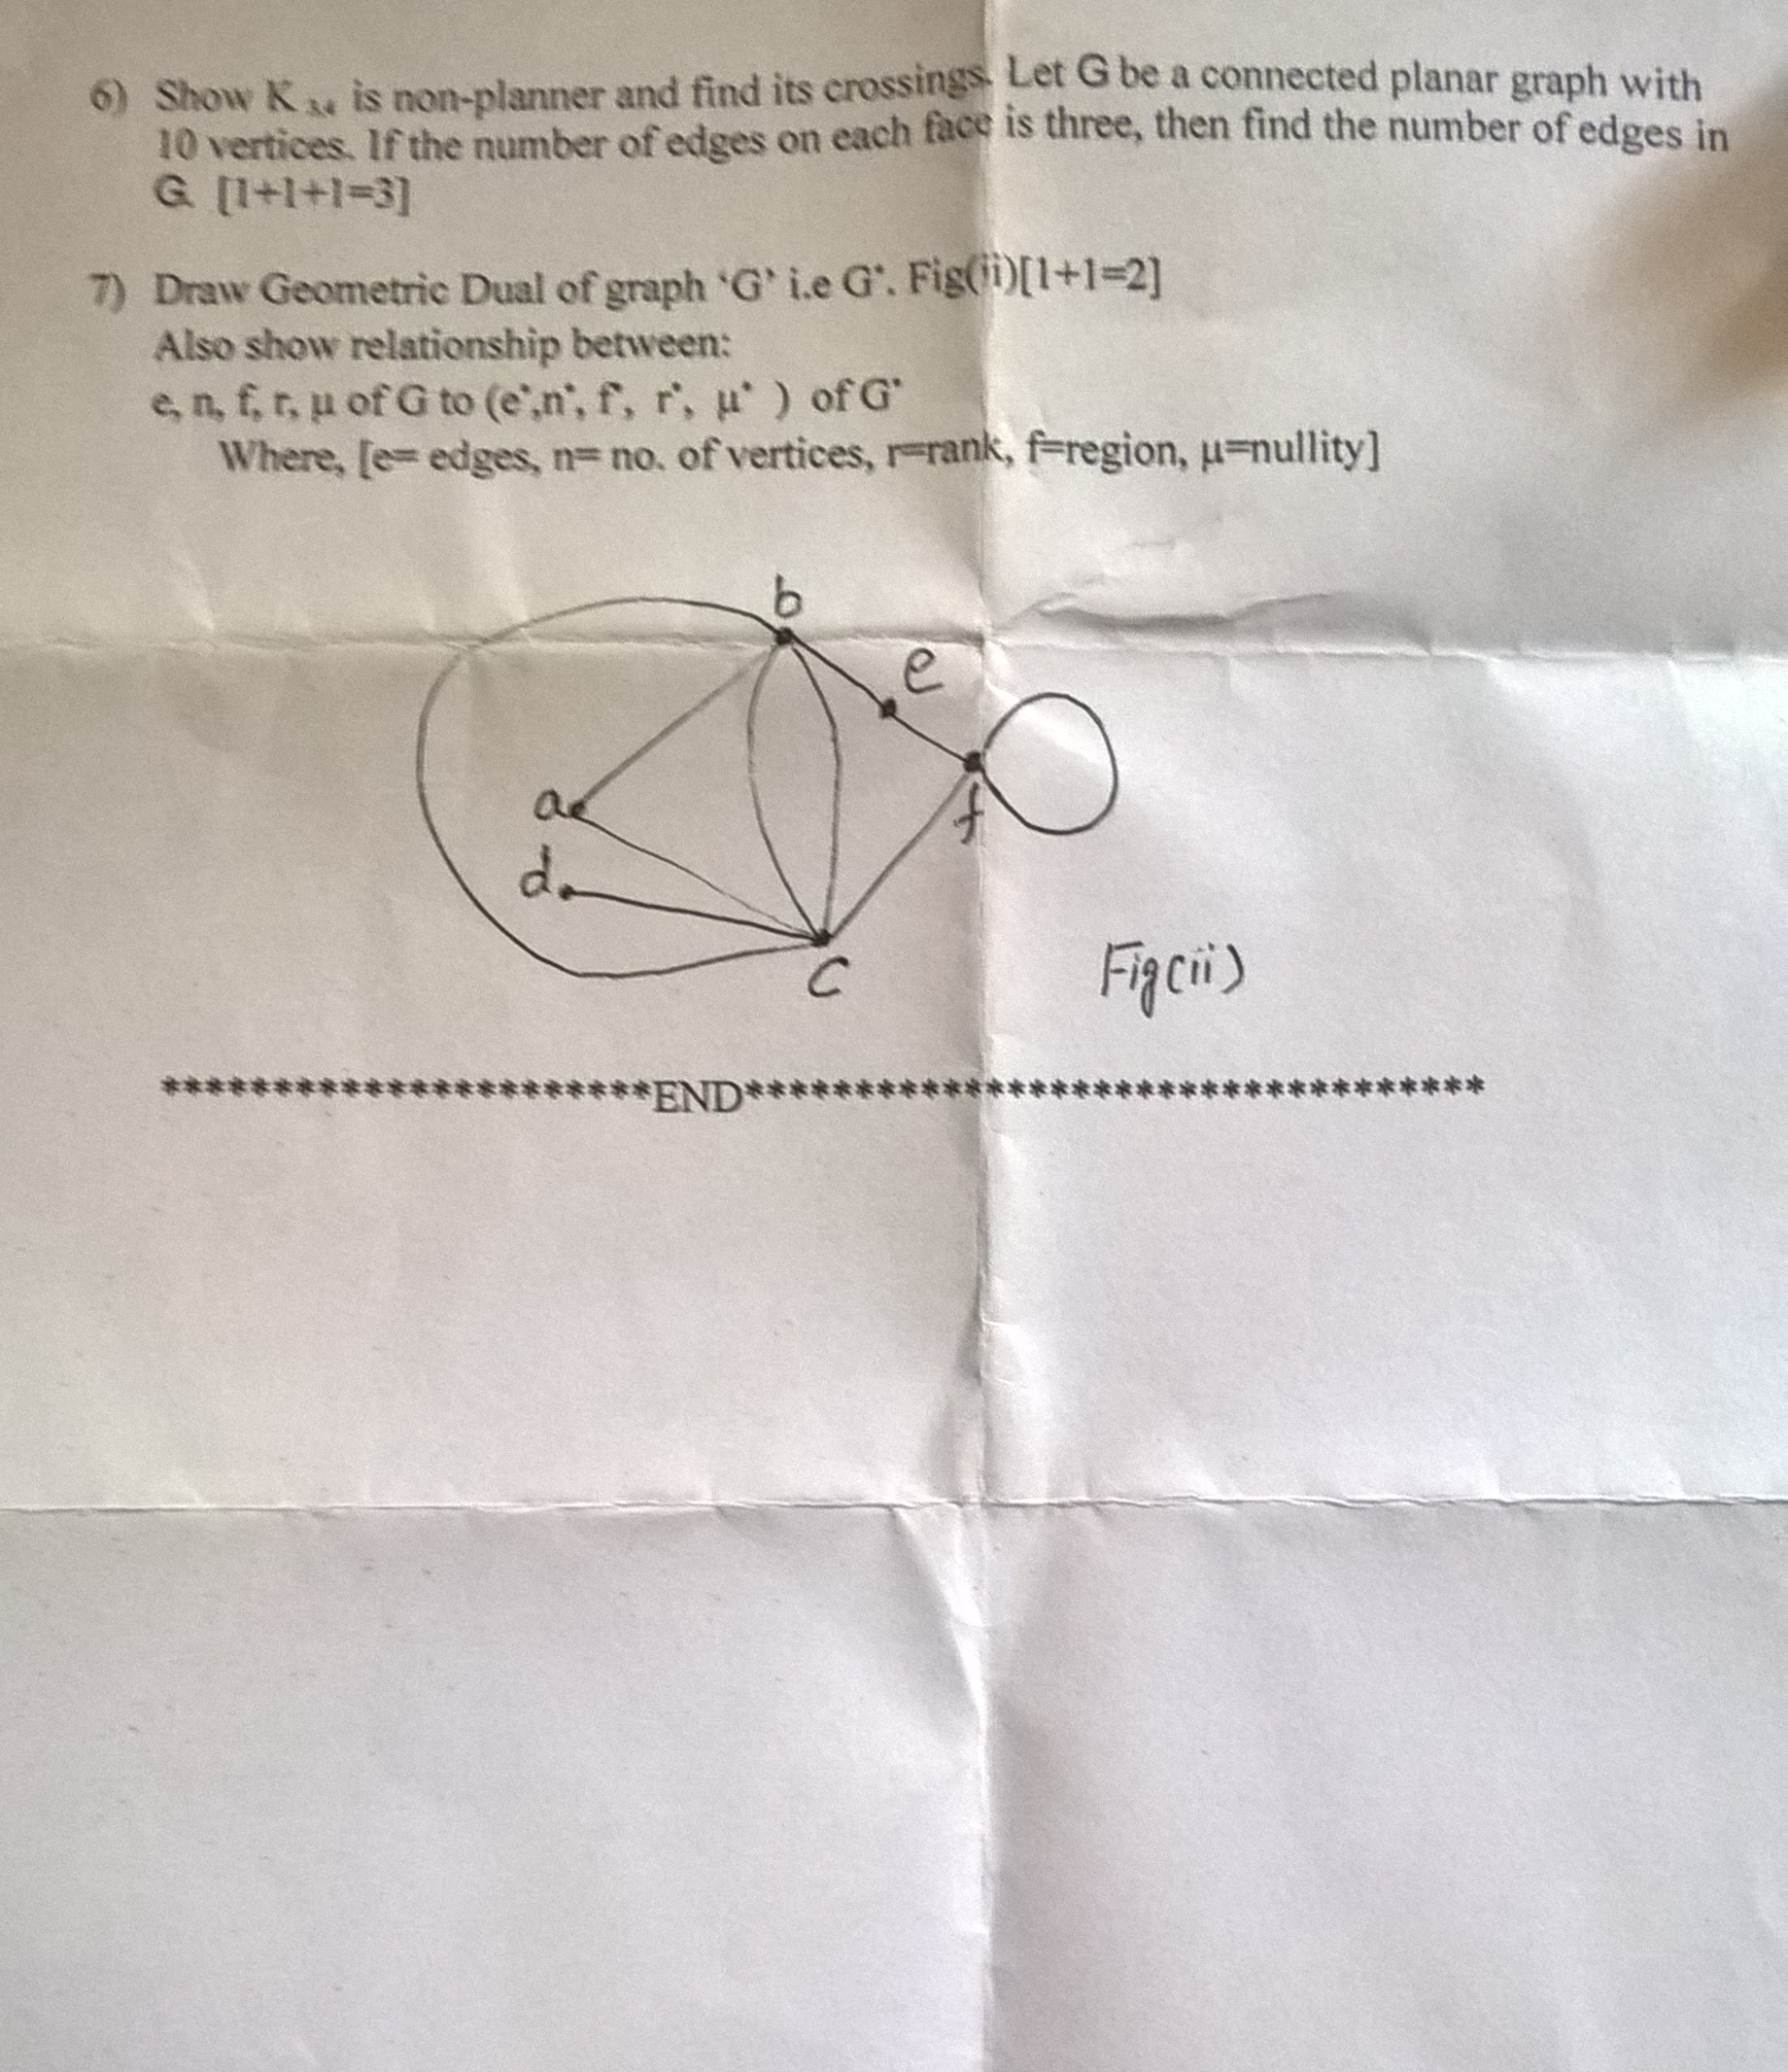 6) Show K 3,4 is non-planner and find its crossings. Let G be a connected planar graph with
10 vertices. If the number of edges on each face is three, then find the number of edges in
G. [1+1+1=3]
7) Draw Geometric Dual of graph ‘G’ i.e G*. Fig(ii)[1+1=2]
Also show relationship between:
e, n, f, r, μ of G to (e*,n*, f*, r*, μ* ) of G*
Where, [e= edges, n= no. of vertices, r=rank, f=region, μ=nullity]
b
e
a
f
d
c
Fig(ii)
**********************END**********************************